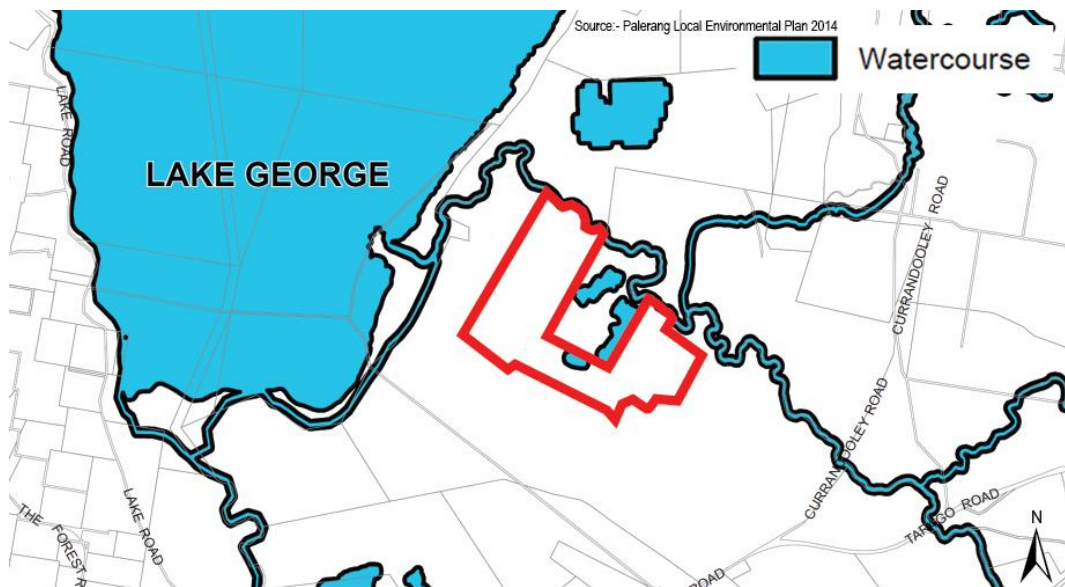 Source:- Palerang Local Environmental Plan 2014
Watercourse
LAKE ROAD
LAKE GEORGE
CURRANDOOLEY ROAD
CURRANDOOLEY ROAD
LAKE ROAD
THE FOREST R
TARAGO ROAD
ROAD
N